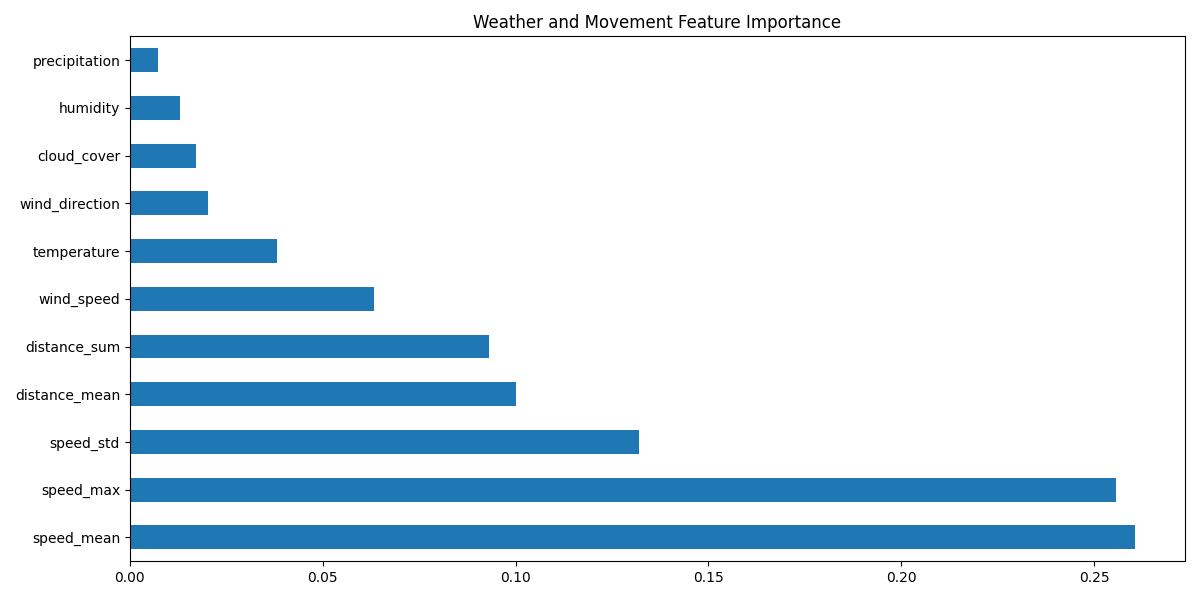 Weather and Movement Feature Importance
precipitation
humidity
cloud_cover
wind_direction
temperature
wind_speed
distance_sum
distance_mean
speed_std
speed_max
speed_mean
0.00 0.05 0.10 0.15 0.20 0.25